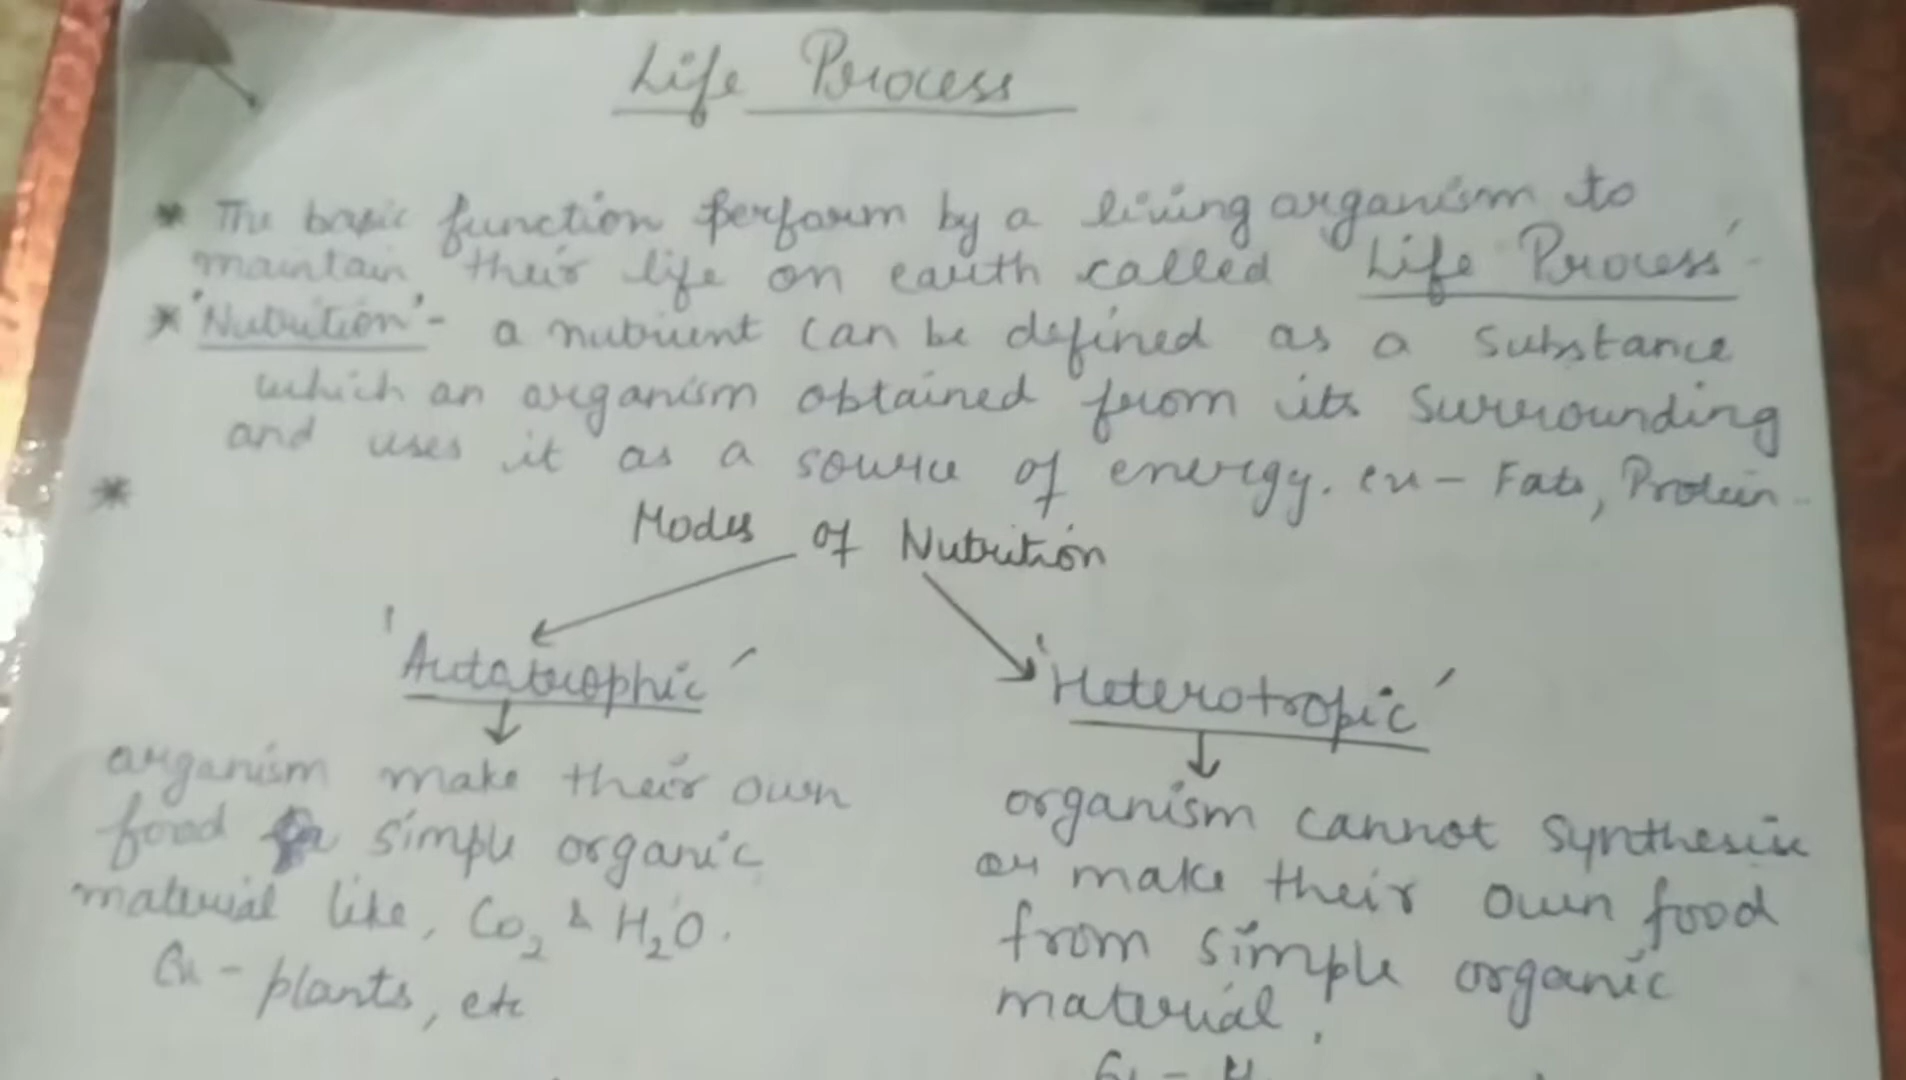 Life Process
* The basic function perform by a living organism to
maintain their life on earth called 'Life Process'
* 'Nutrition' - a nutrient can be defined as a substance
which an organism obtained from its surrounding
and uses it as a source of energy. ex - Fats, Protein
*
Modes of Nutrition
'Autotrophic' 'Heterotropic'
organism make their own
food simple organic
material like, Co2 & H2O.
Ex - plants, etc
organism cannot synthesize
or make their own food
from simple organic
material.
Ex - H